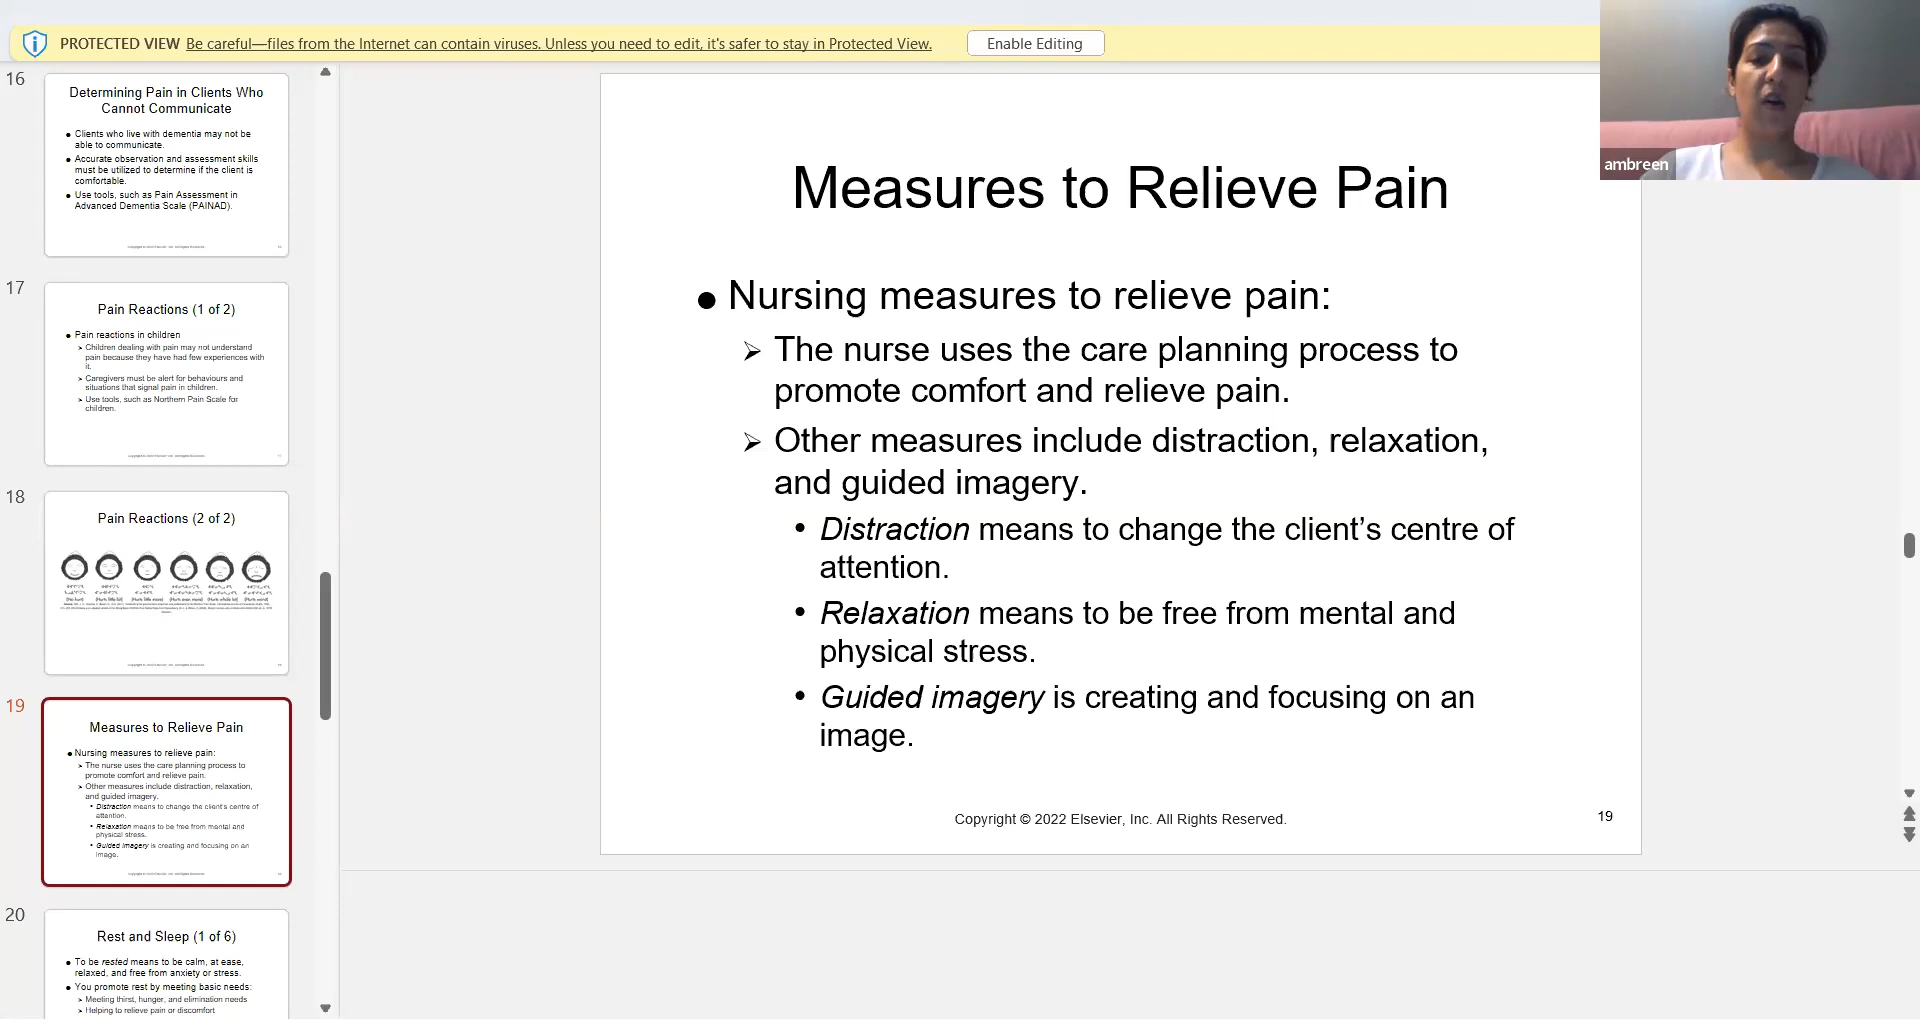 PROTECTED VIEW Be careful—files from the Internet can contain viruses. Unless you need to edit, it's safer to stay in Protected View.
Enable Editing
ambreen
16
Determining Pain in Clients Who
Cannot Communicate
● Clients who live with dementia may not be
able to communicate.
● Accurate observation and assessment skills
must be utilized to determine if the client is
comfortable.
● Use tools, such as Pain Assessment in
Advanced Dementia Scale (PAINAD).
17
Pain Reactions (1 of 2)
● Pain reactions in children
➢ Children dealing with pain may not understand
pain because they have had few experiences with
it.
➢ Caregivers must be alert for behaviours and
situations that signal pain in children.
➢ Use tools, such as Northern Pain Scale for
children.
18
Pain Reactions (2 of 2)
19
Measures to Relieve Pain
● Nursing measures to relieve pain:
➢ The nurse uses the care planning process to
promote comfort and relieve pain.
➢ Other measures include distraction, relaxation,
and guided imagery.
• Distraction means to change the client's centre of
attention.
• Relaxation means to be free from mental and
physical stress.
• Guided imagery is creating and focusing on an
image.
20
Rest and Sleep (1 of 6)
● To be rested means to be calm, at ease,
relaxed, and free from anxiety or stress.
● You promote rest by meeting basic needs:
➢ Meeting thirst, hunger, and elimination needs
➢ Helping to relieve pain or discomfort
Measures to Relieve Pain
● Nursing measures to relieve pain:
➢ The nurse uses the care planning process to
promote comfort and relieve pain.
➢ Other measures include distraction, relaxation,
and guided imagery.
• Distraction means to change the client’s centre of
attention.
• Relaxation means to be free from mental and
physical stress.
• Guided imagery is creating and focusing on an
image.
Copyright © 2022 Elsevier, Inc. All Rights Reserved.
19